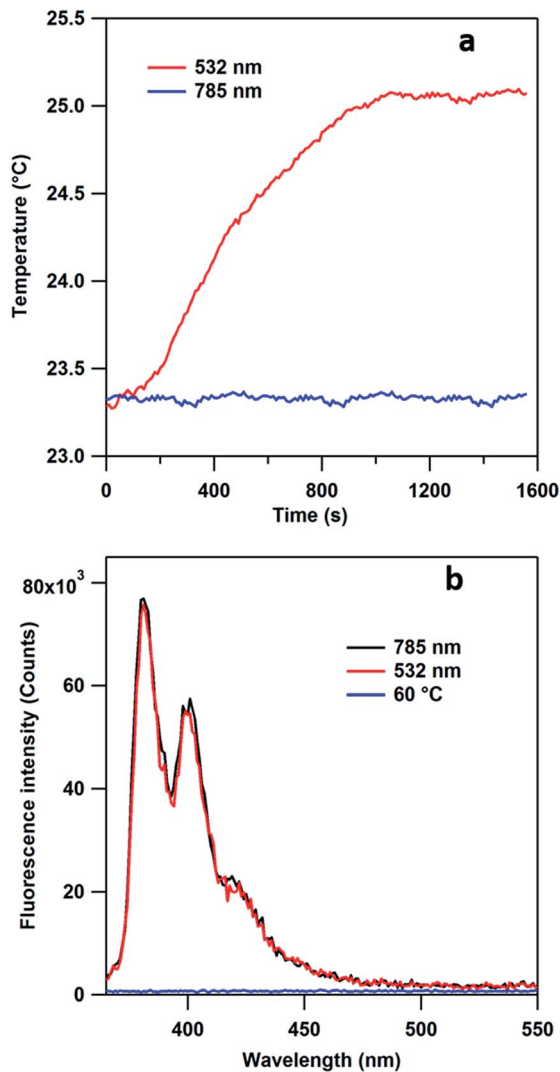 a
532 nm
785 nm
Temperature (°C)
25.5
25.0
24.5
24.0
23.5
23.0
0
400
800
1200
1600
Time (s)
b
785 nm
532 nm
60 °C
Fluorescence intensity (Counts)
80x10³
60
40
20
0
400
450
500
550
Wavelength (nm)